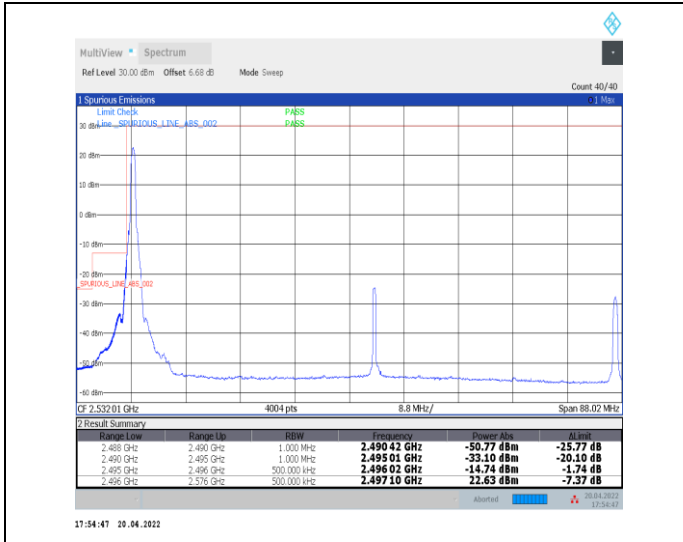 MultiView Spectrum
Ref Level 30.00 dBm Offset 6.68 dB Mode Sweep
Count 40/40
1 Spurious Emissions 1 Max
Limit Check PASS
30 dBm Line _SPURIOUS_LINE_ABS_002 PASS
20 dBm
10 dBm
0 dBm
-10 dBm
-20 dBm
_SPURIOUS_LINE_ABS_002
-30 dBm
-40 dBm
-50 dBm
-60 dBm
CF 2.53201 GHz 4004 pts 8.8 MHz/ Span 88.02 MHz
2 Result Summary
Range Low Range Up RBW Frequency Power Abs ΔLimit
2.488 GHz 2.490 GHz 1.000 MHz 2.490 42 GHz -50.77 dBm -25.77 dB
2.490 GHz 2.495 GHz 1.000 MHz 2.495 01 GHz -33.10 dBm -20.10 dB
2.495 GHz 2.496 GHz 500.000 kHz 2.496 02 GHz -14.74 dBm -1.74 dB
2.496 GHz 2.576 GHz 500.000 kHz 2.497 10 GHz 22.63 dBm -7.37 dB
Aborted 20.04.2022
17:54:47
17:54:47 20.04.2022